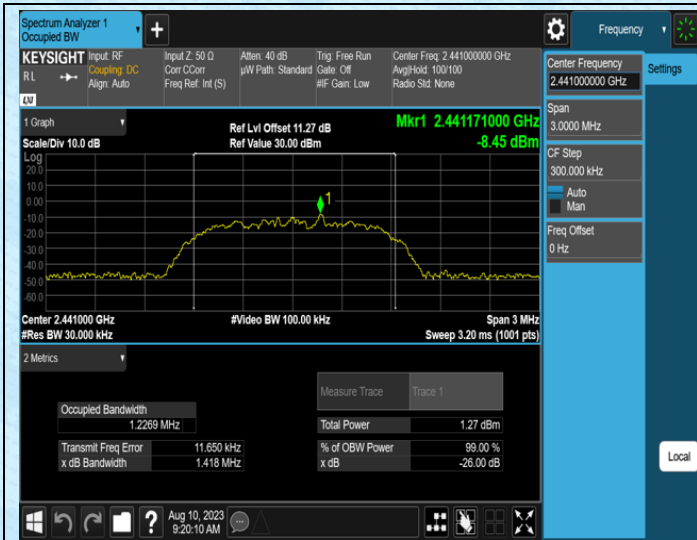 Spectrum Analyzer 1
Occupied BW
Frequency
KEYSIGHT
RL
Input: RF
Coupling: DC
Align: Auto
Input Z: 50 Ω
Corr CCorr
Freq Ref: Int (S)
Atten: 40 dB
µW Path: Standard
Trig: Free Run
Gate: Off
#IF Gain: Low
Center Freq: 2.441000000 GHz
Avg|Hold: 100/100
Radio Std: None
LXI
1 Graph
Scale/Div 10.0 dB
Ref Lvl Offset 11.27 dB
Ref Value 30.00 dBm
Mkr1 2.441171000 GHz
-8.45 dBm
Log
20.0
10.0
0.00
-10.0
-20.0
-30.0
-40.0
-50.0
-60.0
1
Center 2.441000 GHz
#Video BW 100.00 kHz
Span 3 MHz
#Res BW 30.000 kHz
Sweep 3.20 ms (1001 pts)
2 Metrics
Measure Trace
Trace 1
Occupied Bandwidth
1.2269 MHz
Total Power
1.27 dBm
Transmit Freq Error
11.650 kHz
% of OBW Power
99.00 %
x dB Bandwidth
1.418 MHz
x dB
-26.00 dB
Center Frequency
2.441000000 GHz
Settings
Span
3.0000 MHz
CF Step
300.000 kHz
Auto
Man
Freq Offset
0 Hz
Local
?
Aug 10, 2023
9:20:10 AM